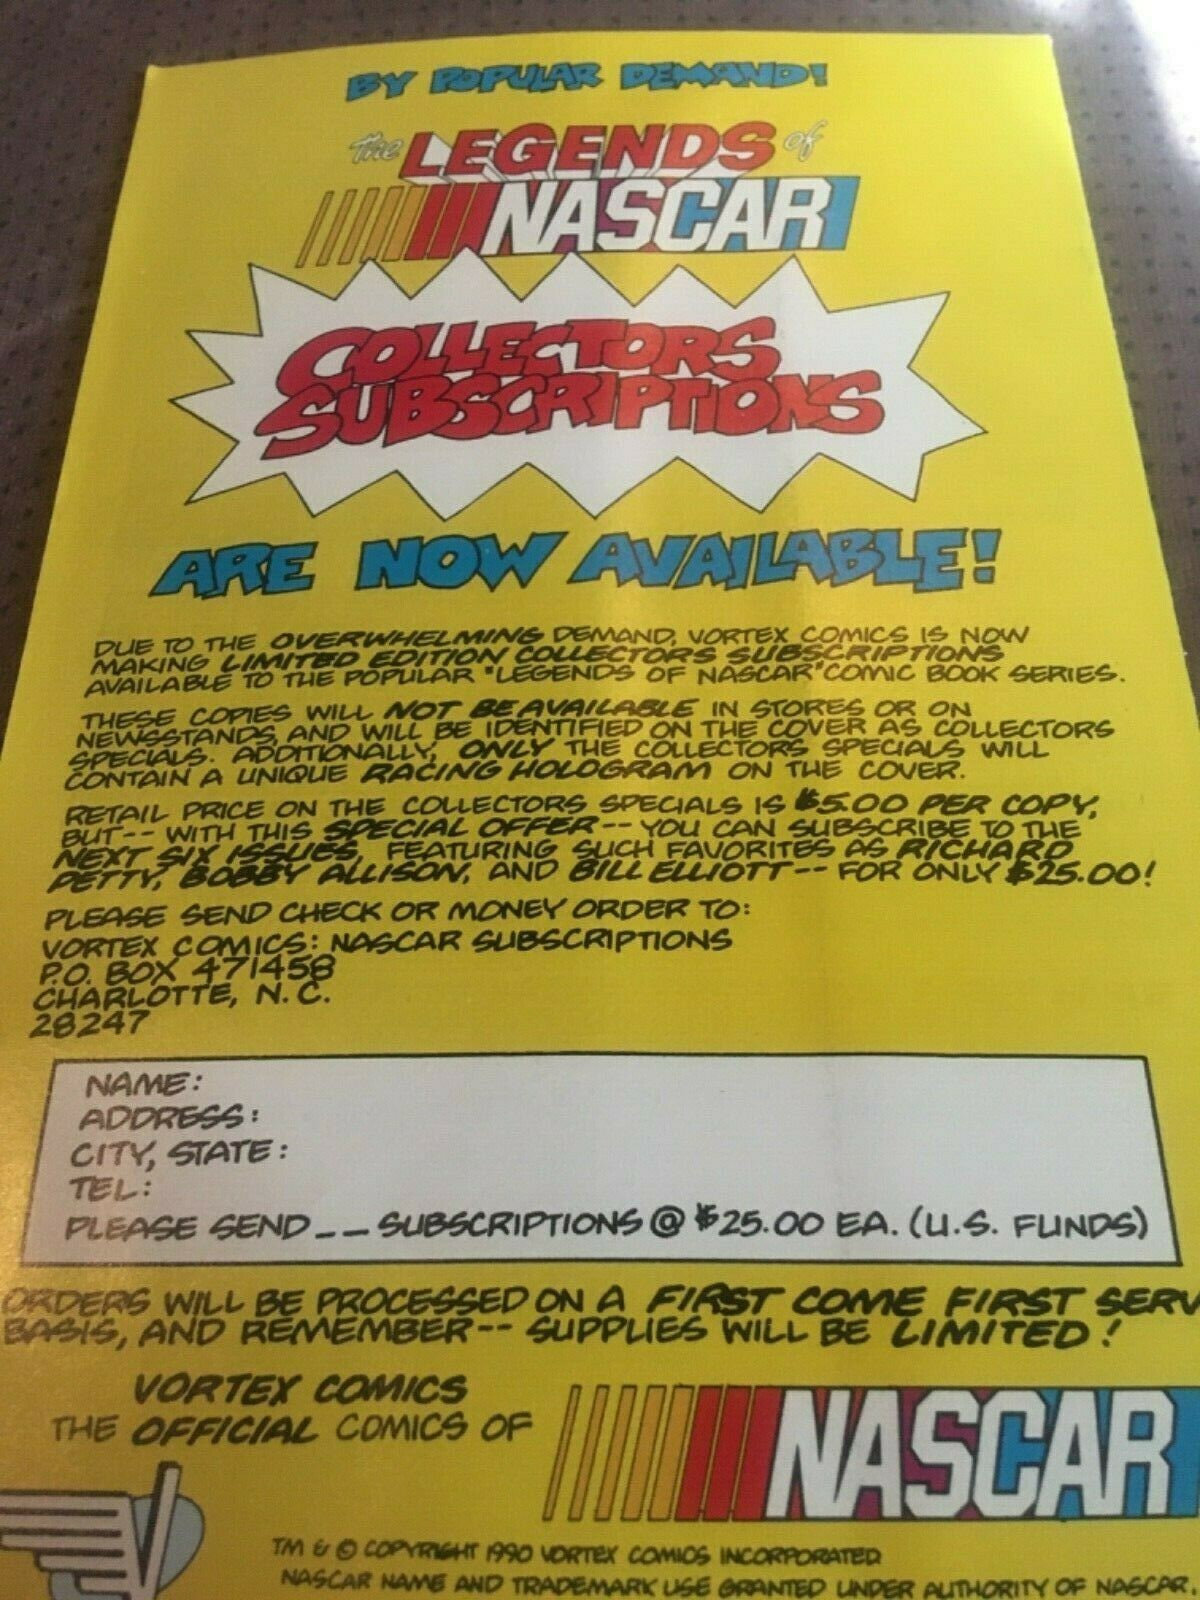 BY POPULAR DEMAND!
The LEGENDS of
NASCAR
COLLECTORS
SUBSCRIPTIONS
ARE NOW AVAILABLE!
DUE TO THE OVERWHELMING DEMAND, VORTEX COMICS IS NOW
MAKING LIMITED EDITION COLLECTORS SUBSCRIPTIONS
AVAILABLE TO THE POPULAR "LEGENDS OF NASCAR" COMIC BOOK SERIES.
THESE COPIES WILL NOT BE AVAILABLE IN STORES OR ON
NEWSSTANDS, AND WILL BE IDENTIFIED ON THE COVER AS COLLECTORS
SPECIALS. ADDITIONALLY, ONLY THE COLLECTORS SPECIALS WILL
CONTAIN A UNIQUE RACING HOLOGRAM ON THE COVER.
RETAIL PRICE ON THE COLLECTORS SPECIALS IS $5.00 PER COPY,
BUT-- WITH THIS SPECIAL OFFER-- YOU CAN SUBSCRIBE TO THE
NEXT SIX ISSUES, FEATURING SUCH FAVORITES AS RICHARD
PETTY, BOBBY ALLISON, AND BILL ELLIOTT-- FOR ONLY $25.00!
PLEASE SEND CHECK OR MONEY ORDER TO:
VORTEX COMICS: NASCAR SUBSCRIPTIONS
P.O. BOX 471458
CHARLOTTE, N.C.
28247
NAME:
ADDRESS:
CITY, STATE:
TEL:
PLEASE SEND __ SUBSCRIPTIONS @ $25.00 EA. (U.S. FUNDS)
ORDERS WILL BE PROCESSED ON A FIRST COME FIRST SERV
BASIS, AND REMEMBER-- SUPPLIES WILL BE LIMITED!
VORTEX COMICS
THE OFFICIAL COMICS OF
NASCAR
V
TM & © COPYRIGHT 1990 VORTEX COMICS INCORPORATED
NASCAR NAME AND TRADEMARK USE GRANTED UNDER AUTHORITY OF NASCAR.